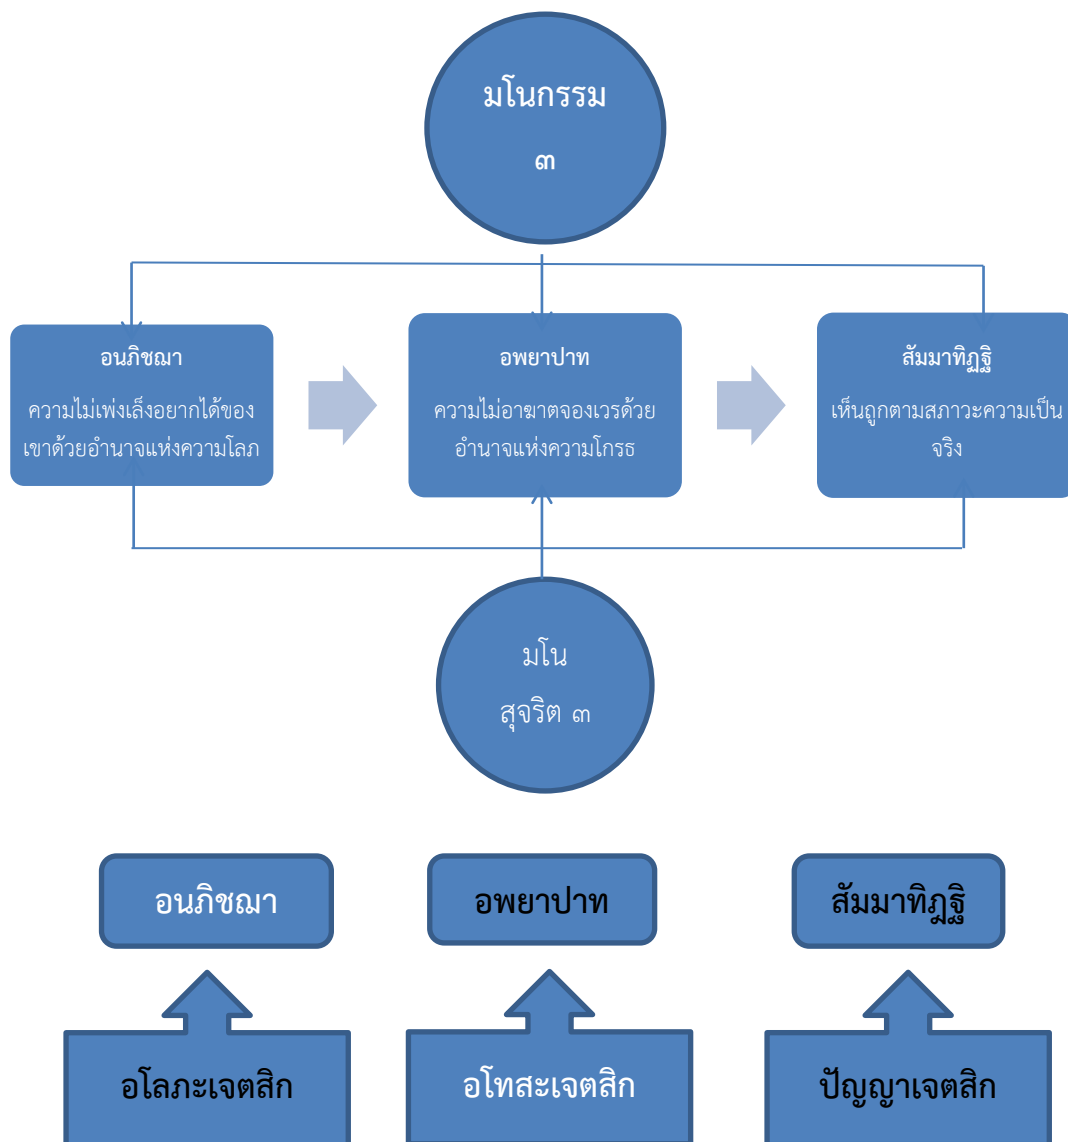 มโนกรรม
๓
อนภิชฌา
ความไม่เพ่งเล็งอยากได้ของ
เขาด้วยอำนาจแห่งความโลภ
อพยาปาท
ความไม่อาฆาตจองเวรด้วย
อำนาจแห่งความโกรธ
สัมมาทิฏฐิ
เห็นถูกตามสภาวะความเป็น
จริง
มโน
สุจริต ๓
อนภิชฌา
อพยาปาท
สัมมาทิฏฐิ
อโลภะเจตสิก
อโทสะเจตสิก
ปัญญาเจตสิก